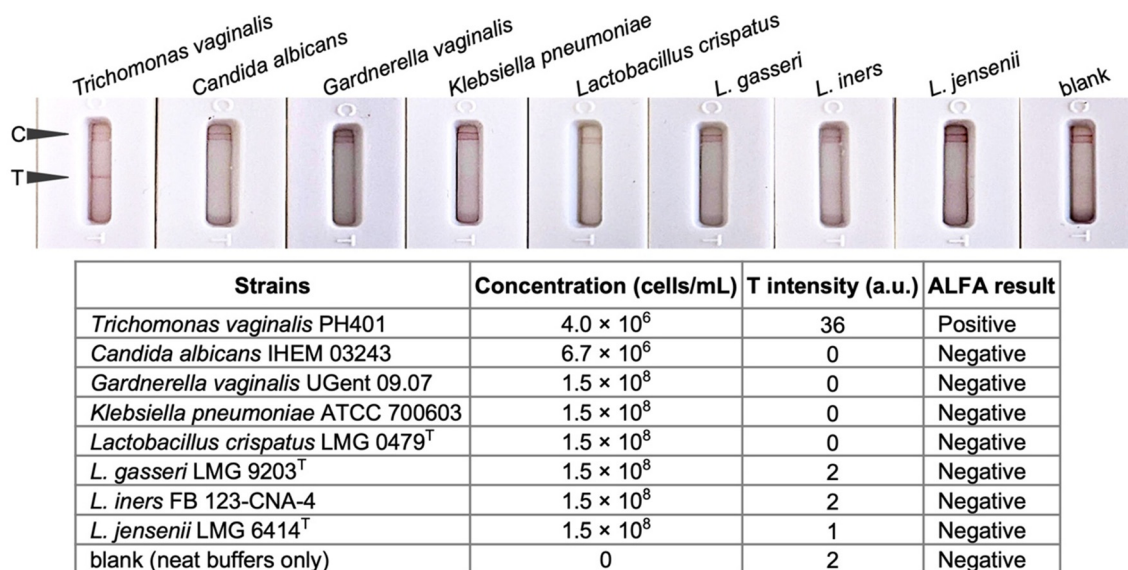 Trichomonas vaginalis
Candida albicans
Gardnerella vaginalis
Klebsiella pneumoniae
Lactobacillus crispatus
L. gasseri
L. iners
L. jensenii
blank
C C C C C C C C C
C
T
T T T T T T T T T
Strains Concentration (cells/mL) T intensity (a.u.) ALFA result
Trichomonas vaginalis PH401 4.0 × 10⁶ 36 Positive
Candida albicans IHEM 03243 6.7 × 10⁶ 0 Negative
Gardnerella vaginalis UGent 09.07 1.5 × 10⁸ 0 Negative
Klebsiella pneumoniae ATCC 700603 1.5 × 10⁸ 0 Negative
Lactobacillus crispatus LMG 0479ᵀ 1.5 × 10⁸ 0 Negative
L. gasseri LMG 9203ᵀ 1.5 × 10⁸ 2 Negative
L. iners FB 123-CNA-4 1.5 × 10⁸ 2 Negative
L. jensenii LMG 6414ᵀ 1.5 × 10⁸ 1 Negative
blank (neat buffers only) 0 2 Negative